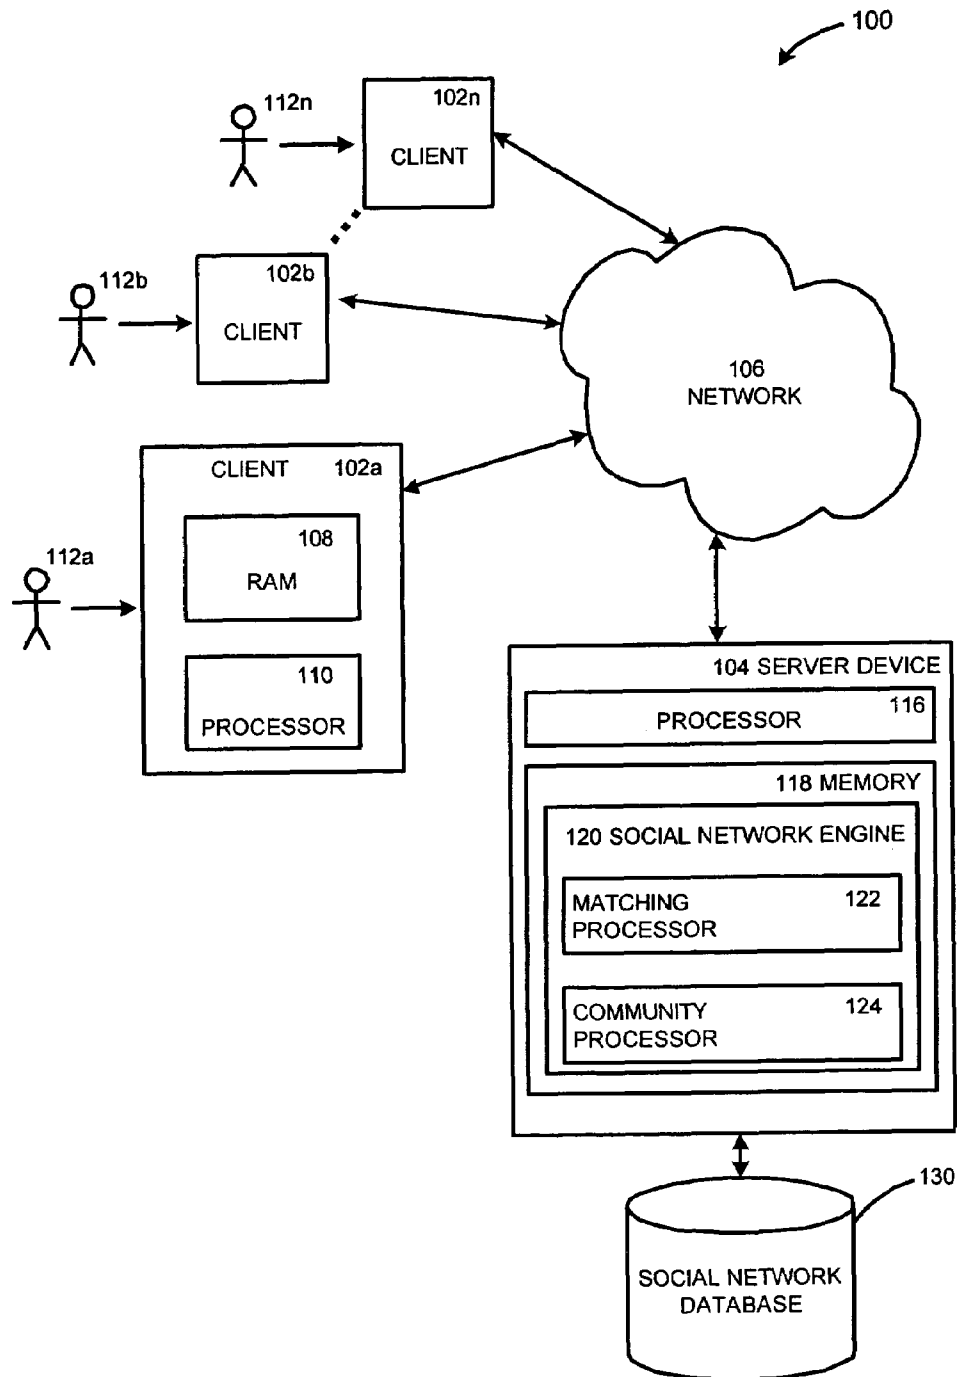 100
112n
102n
CLIENT
112b
102b
CLIENT
106
NETWORK
CLIENT 102a
108
RAM
112a
110
PROCESSOR
104 SERVER DEVICE
PROCESSOR 116
118 MEMORY
120 SOCIAL NETWORK ENGINE
MATCHING 122
PROCESSOR
COMMUNITY 124
PROCESSOR
130
SOCIAL NETWORK
DATABASE